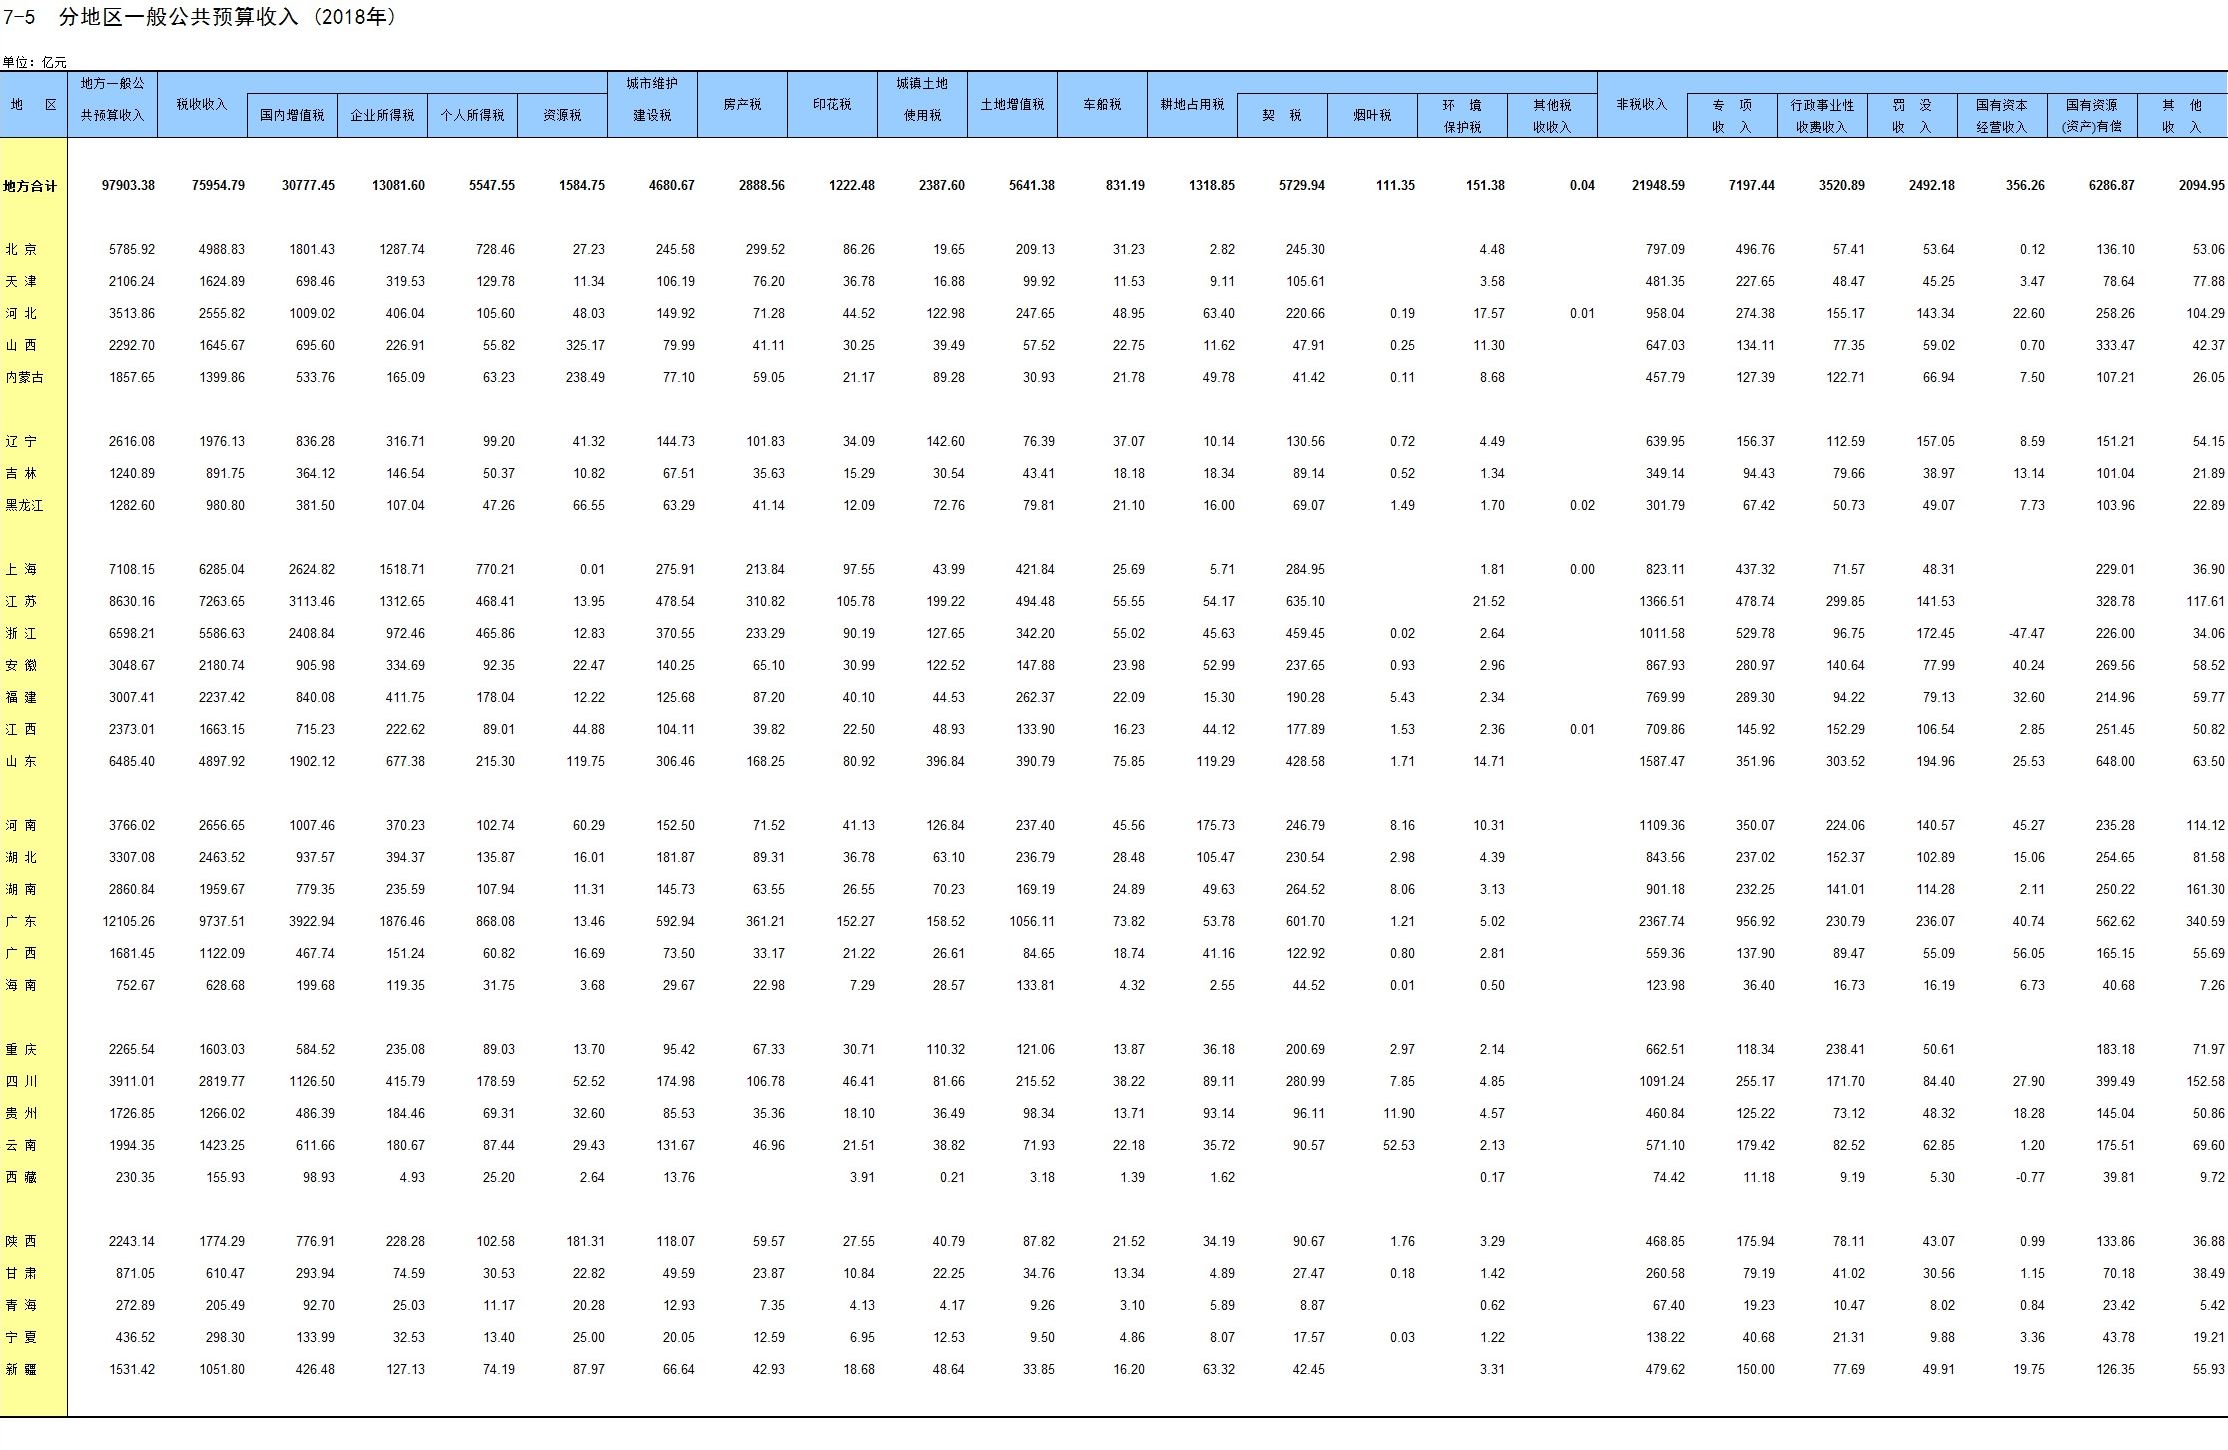 7-5 分地区一般公共预算收入 (2018年)
单位：亿元
地 区 地方一般公共预算收入 税收收入 国内增值税 企业所得税 个人所得税 资源税 城市维护建设税 房产税 印花税 城镇土地使用税 土地增值税 车船税 耕地占用税 契 税 烟叶税 环 境保护税 其他税收收入 非税收入 专 项收 入 行政事业性收费收入 罚 没收 入 国有资本经营收入 国有资源(资产)有偿 其 他收 入
地方合计 97903.38 75954.79 30777.45 13081.60 5547.55 1584.75 4680.67 2888.56 1222.48 2387.60 5641.38 831.19 1318.85 5729.94 111.35 151.38 0.04 21948.59 7197.44 3520.89 2492.18 356.26 6286.87 2094.95
北 京 5785.92 4988.83 1801.43 1287.74 728.46 27.23 245.58 299.52 86.26 19.65 209.13 31.23 2.82 245.30 4.48 797.09 496.76 57.41 53.64 0.12 136.10 53.06
天 津 2106.24 1624.89 698.46 319.53 129.78 11.34 106.19 76.20 36.78 16.88 99.92 11.53 9.11 105.61 3.58 481.35 227.65 48.47 45.25 3.47 78.64 77.88
河 北 3513.86 2555.82 1009.02 406.04 105.60 48.03 149.92 71.28 44.52 122.98 247.65 48.95 63.40 220.66 0.19 17.57 0.01 958.04 274.38 155.17 143.34 22.60 258.26 104.29
山 西 2292.70 1645.67 695.60 226.91 55.82 325.17 79.99 41.11 30.25 39.49 57.52 22.75 11.62 47.91 0.25 11.30 647.03 134.11 77.35 59.02 0.70 333.47 42.37
内蒙古 1857.65 1399.86 533.76 165.09 63.23 238.49 77.10 59.05 21.17 89.28 30.93 21.78 49.78 41.42 0.11 8.68 457.79 127.39 122.71 66.94 7.50 107.21 26.05
辽 宁 2616.08 1976.13 836.28 316.71 99.20 41.32 144.73 101.83 34.09 142.60 76.39 37.07 10.14 130.56 0.72 4.49 639.95 156.37 112.59 157.05 8.59 151.21 54.15
吉 林 1240.89 891.75 364.12 146.54 50.37 10.82 67.51 35.63 15.29 30.54 43.41 18.18 18.34 89.14 0.52 1.34 349.14 94.43 79.66 38.97 13.14 101.04 21.89
黑龙江 1282.60 980.80 381.50 107.04 47.26 66.55 63.29 41.14 12.09 72.76 79.81 21.10 16.00 69.07 1.49 1.70 0.02 301.79 67.42 50.73 49.07 7.73 103.96 22.89
上 海 7108.15 6285.04 2624.82 1518.71 770.21 0.01 275.91 213.84 97.55 43.99 421.84 25.69 5.71 284.95 1.81 0.00 823.11 437.32 71.57 48.31 229.01 36.90
江 苏 8630.16 7263.65 3113.46 1312.65 468.41 13.95 478.54 310.82 105.78 199.22 494.48 55.55 54.17 635.10 21.52 1366.51 478.74 299.85 141.53 328.78 117.61
浙 江 6598.21 5586.63 2408.84 972.46 465.86 12.83 370.55 233.29 90.19 127.65 342.20 55.02 45.63 459.45 0.02 2.64 1011.58 529.78 96.75 172.45 -47.47 226.00 34.06
安 徽 3048.67 2180.74 905.98 334.69 92.35 22.47 140.25 65.10 30.99 122.52 147.88 23.98 52.99 237.65 0.93 2.96 867.93 280.97 140.64 77.99 40.24 269.56 58.52
福 建 3007.41 2237.42 840.08 411.75 178.04 12.22 125.68 87.20 40.10 44.53 262.37 22.09 15.30 190.28 5.43 2.34 769.99 289.30 94.22 79.13 32.60 214.96 59.77
江 西 2373.01 1663.15 715.23 222.62 89.01 44.88 104.11 39.82 22.50 48.93 133.90 16.23 44.12 177.89 1.53 2.36 0.01 709.86 145.92 152.29 106.54 2.85 251.45 50.82
山 东 6485.40 4897.92 1902.12 677.38 215.30 119.75 306.46 168.25 80.92 396.84 390.79 75.85 119.29 428.58 1.71 14.71 1587.47 351.96 303.52 194.96 25.53 648.00 63.50
河 南 3766.02 2656.65 1007.46 370.23 102.74 60.29 152.50 71.52 41.13 126.84 237.40 45.56 175.73 246.79 8.16 10.31 1109.36 350.07 224.06 140.57 45.27 235.28 114.12
湖 北 3307.08 2463.52 937.57 394.37 135.87 16.01 181.87 89.31 36.78 63.10 236.79 28.48 105.47 230.54 2.98 4.39 843.56 237.02 152.37 102.89 15.06 254.65 81.58
湖 南 2860.84 1959.67 779.35 235.59 107.94 11.31 145.73 63.55 26.55 70.23 169.19 24.89 49.63 264.52 8.06 3.13 901.18 232.25 141.01 114.28 2.11 250.22 161.30
广 东 12105.26 9737.51 3922.94 1876.46 868.08 13.46 592.94 361.21 152.27 158.52 1056.11 73.82 53.78 601.70 1.21 5.02 2367.74 956.92 230.79 236.07 40.74 562.62 340.59
广 西 1681.45 1122.09 467.74 151.24 60.82 16.69 73.50 33.17 21.22 26.61 84.65 18.74 41.16 122.92 0.80 2.81 559.36 137.90 89.47 55.09 56.05 165.15 55.69
海 南 752.67 628.68 199.68 119.35 31.75 3.68 29.67 22.98 7.29 28.57 133.81 4.32 2.55 44.52 0.01 0.50 123.98 36.40 16.73 16.19 6.73 40.68 7.26
重 庆 2265.54 1603.03 584.52 235.08 89.03 13.70 95.42 67.33 30.71 110.32 121.06 13.87 36.18 200.69 2.97 2.14 662.51 118.34 238.41 50.61 183.18 71.97
四 川 3911.01 2819.77 1126.50 415.79 178.59 52.52 174.98 106.78 46.41 81.66 215.52 38.22 89.11 280.99 7.85 4.85 1091.24 255.17 171.70 84.40 27.90 399.49 152.58
贵 州 1726.85 1266.02 486.39 184.46 69.31 32.60 85.53 35.36 18.10 36.49 98.34 13.71 93.14 96.11 11.90 4.57 460.84 125.22 73.12 48.32 18.28 145.04 50.86
云 南 1994.35 1423.25 611.66 180.67 87.44 29.43 131.67 46.96 21.51 38.82 71.93 22.18 35.72 90.57 52.53 2.13 571.10 179.42 82.52 62.85 1.20 175.51 69.60
西 藏 230.35 155.93 98.93 4.93 25.20 2.64 13.76 3.91 0.21 3.18 1.39 1.62 0.17 74.42 11.18 9.19 5.30 -0.77 39.81 9.72
陕 西 2243.14 1774.29 776.91 228.28 102.58 181.31 118.07 59.57 27.55 40.79 87.82 21.52 34.19 90.67 1.76 3.29 468.85 175.94 78.11 43.07 0.99 133.86 36.88
甘 肃 871.05 610.47 293.94 74.59 30.53 22.82 49.59 23.87 10.84 22.25 34.76 13.34 4.89 27.47 0.18 1.42 260.58 79.19 41.02 30.56 1.15 70.18 38.49
青 海 272.89 205.49 92.70 25.03 11.17 20.28 12.93 7.35 4.13 4.17 9.26 3.10 5.89 8.87 0.62 67.40 19.23 10.47 8.02 0.84 23.42 5.42
宁 夏 436.52 298.30 133.99 32.53 13.40 25.00 20.05 12.59 6.95 12.53 9.50 4.86 8.07 17.57 0.03 1.22 138.22 40.68 21.31 9.88 3.36 43.78 19.21
新 疆 1531.42 1051.80 426.48 127.13 74.19 87.97 66.64 42.93 18.68 48.64 33.85 16.20 63.32 42.45 3.31 479.62 150.00 77.69 49.91 19.75 126.35 55.93